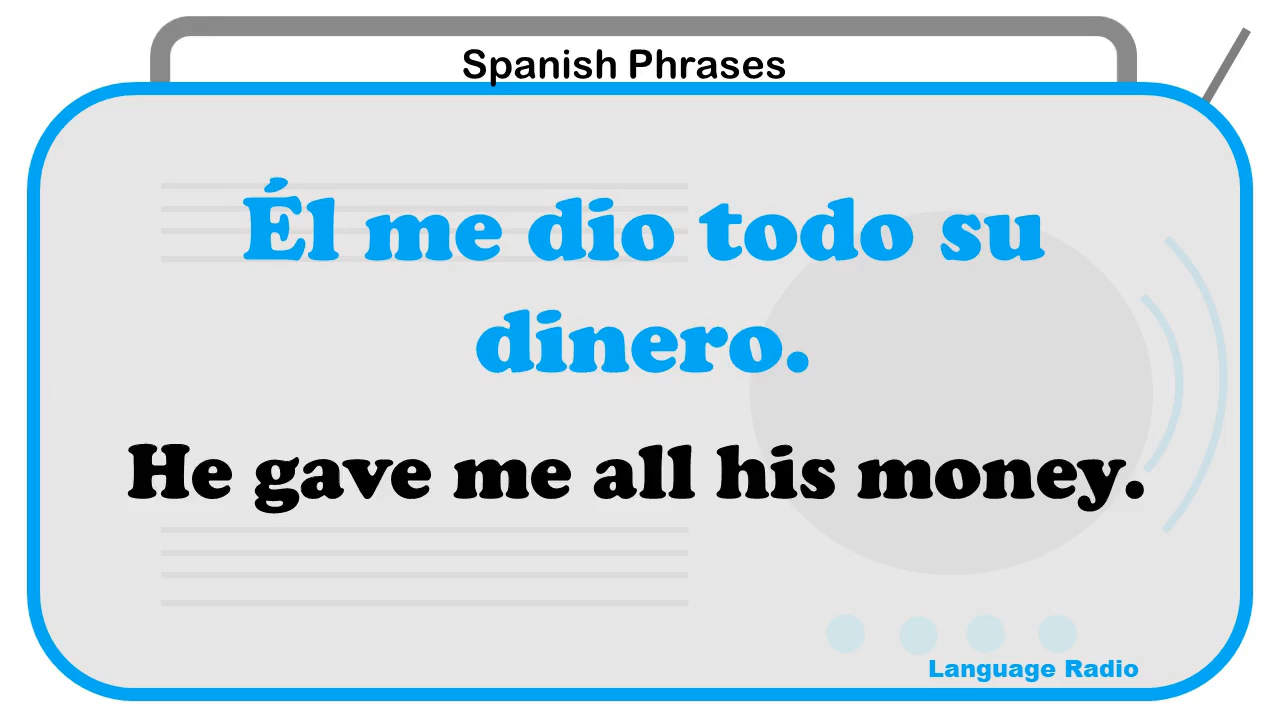 Spanish Phrases
Él me dio todo su
dinero.
He gave me all his money.
Language Radio